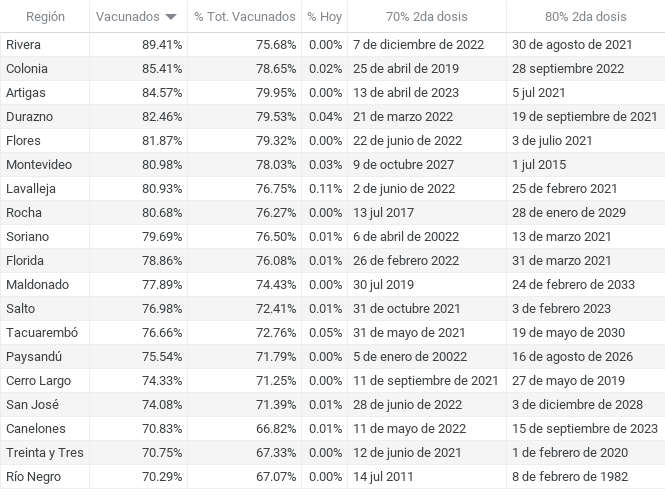 Región Vacunados % Tot. Vacunados % Hoy 70% 2da dosis 80% 2da dosis
Rivera 89.41% 75.68% 0.00% 7 de diciembre de 2022 30 de agosto de 2021
Colonia 85.41% 78.65% 0.02% 25 de abril de 2019 28 septiembre 2022
Artigas 84.57% 79.95% 0.00% 13 de abril de 2023 5 jul 2021
Durazno 82.46% 79.53% 0.04% 21 de marzo 2022 19 de septiembre de 2021
Flores 81.87% 79.32% 0.00% 22 de junio de 2022 3 de julio 2021
Montevideo 80.98% 78.03% 0.03% 9 de octubre 2027 1 jul 2015
Lavalleja 80.93% 76.75% 0.11% 2 de junio de 2022 25 de febrero 2021
Rocha 80.68% 76.27% 0.00% 13 jul 2017 28 de enero de 2029
Soriano 79.69% 76.50% 0.01% 6 de abril de 20022 13 de marzo 2021
Florida 78.86% 76.08% 0.01% 26 de febrero 2022 31 de marzo 2021
Maldonado 77.89% 74.43% 0.00% 30 jul 2019 24 de febrero de 2033
Salto 76.98% 72.41% 0.01% 31 de octubre 2021 3 de febrero 2023
Tacuarembó 76.66% 72.76% 0.05% 31 de mayo de 2021 19 de mayo de 2030
Paysandú 75.54% 71.79% 0.00% 5 de enero de 20022 16 de agosto de 2026
Cerro Largo 74.33% 71.25% 0.00% 11 de septiembre de 2021 27 de mayo de 2019
San José 74.08% 71.39% 0.01% 28 de junio de 2022 3 de diciembre de 2028
Canelones 70.83% 66.82% 0.01% 11 de mayo de 2022 15 de septiembre de 2023
Treinta y Tres 70.75% 67.33% 0.00% 12 de junio de 2021 1 de febrero de 2020
Río Negro 70.29% 67.07% 0.00% 14 jul 2011 8 de febrero de 1982